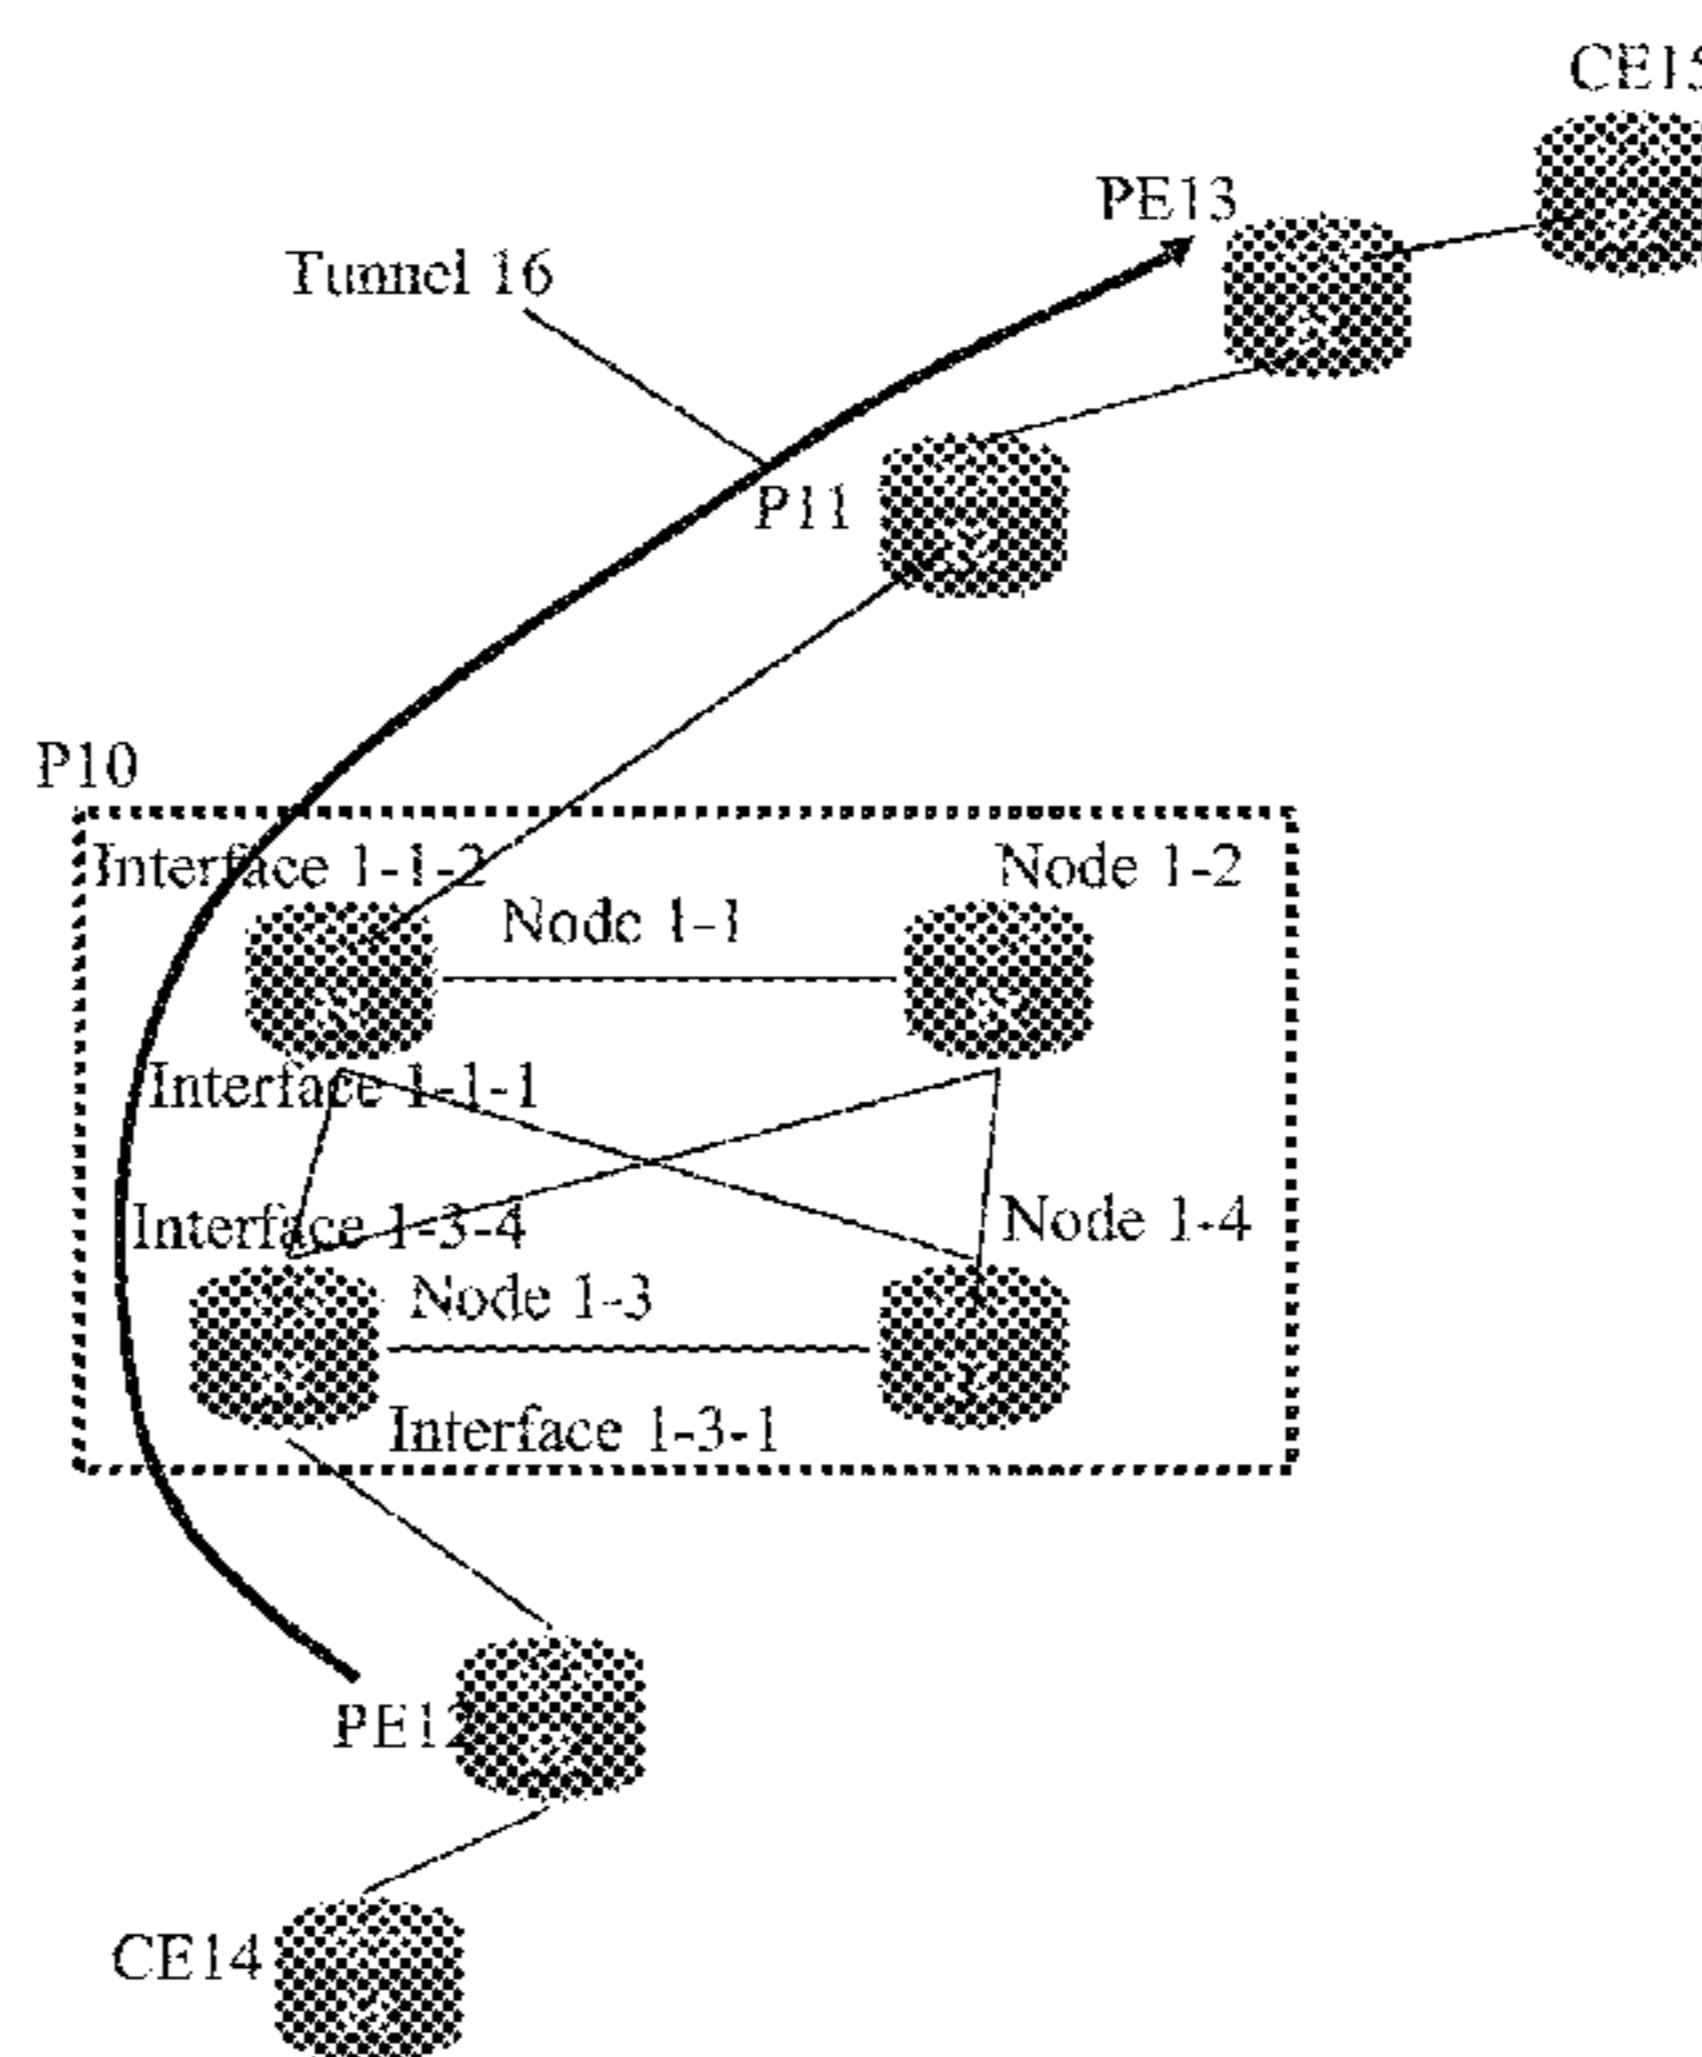 CE15
PE13
Tunnel 16
P11
P10
Interface 1-1-2
Node 1-2
Node 1-1
Interface 1-1-1
Interface 1-3-4
Node 1-4
Node 1-3
Interface 1-3-1
PE12
CE14